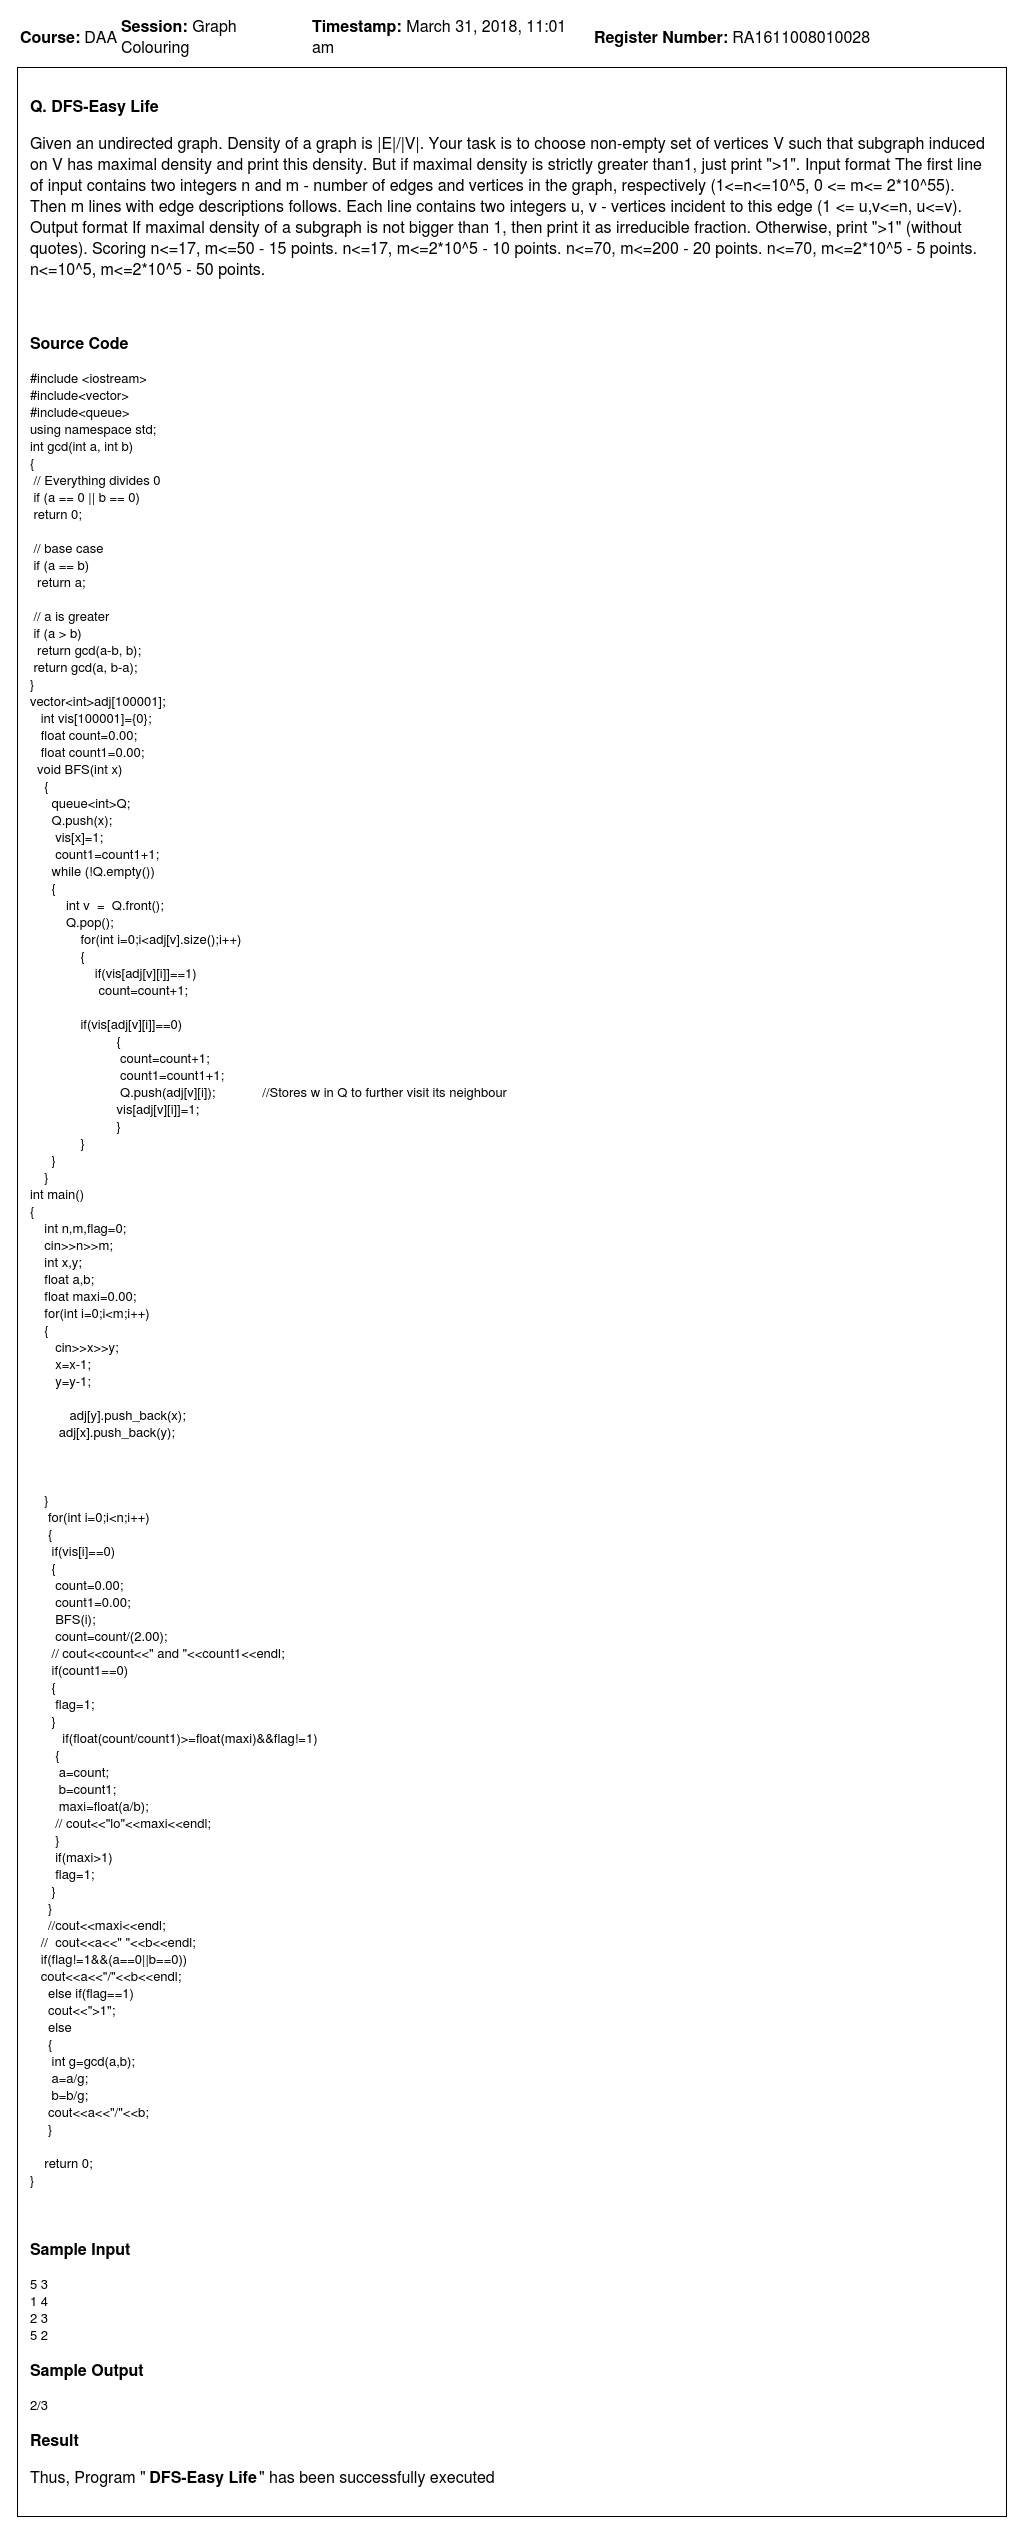 Course: DAA Session: Graph Colouring Timestamp: March 31, 2018, 11:01 am Register Number: RA1611008010028
Q. DFS-Easy Life
Given an undirected graph. Density of a graph is |E|/|V|. Your task is to choose non-empty set of vertices V such that subgraph induced
on V has maximal density and print this density. But if maximal density is strictly greater than1, just print ">1". Input format The first line
of input contains two integers n and m - number of edges and vertices in the graph, respectively (1<=n<=10^5, 0 <= m<= 2*10^55).
Then m lines with edge descriptions follows. Each line contains two integers u, v - vertices incident to this edge (1 <= u,v<=n, u<=v).
Output format If maximal density of a subgraph is not bigger than 1, then print it as irreducible fraction. Otherwise, print ">1" (without
quotes). Scoring n<=17, m<=50 - 15 points. n<=17, m<=2*10^5 - 10 points. n<=70, m<=200 - 20 points. n<=70, m<=2*10^5 - 5 points.
n<=10^5, m<=2*10^5 - 50 points.
Source Code
#include <iostream>
#include<vector>
#include<queue>
using namespace std;
int gcd(int a, int b)
{
// Everything divides 0
if (a == 0 || b == 0)
return 0;
// base case
if (a == b)
return a;
// a is greater
if (a > b)
return gcd(a-b, b);
return gcd(a, b-a);
}
vector<int>adj[100001];
int vis[100001]={0};
float count=0.00;
float count1=0.00;
void BFS(int x)
{
queue<int>Q;
Q.push(x);
vis[x]=1;
count1=count1+1;
while (!Q.empty())
{
int v = Q.front();
Q.pop();
for(int i=0;i<adj[v].size();i++)
{
if(vis[adj[v][i]]==1)
count=count+1;
if(vis[adj[v][i]]==0)
{
count=count+1;
count1=count1+1;
Q.push(adj[v][i]); //Stores w in Q to further visit its neighbour
vis[adj[v][i]]=1;
}
}
}
}
int main()
{
int n,m,flag=0;
cin>>n>>m;
int x,y;
float a,b;
float maxi=0.00;
for(int i=0;i<m;i++)
{
cin>>x>>y;
x=x-1;
y=y-1;
adj[y].push_back(x);
adj[x].push_back(y);
}
for(int i=0;i<n;i++)
{
if(vis[i]==0)
{
count=0.00;
count1=0.00;
BFS(i);
count=count/(2.00);
// cout<<count<<" and "<<count1<<endl;
if(count1==0)
{
flag=1;
}
if(float(count/count1)>=float(maxi)&&flag!=1)
{
a=count;
b=count1;
maxi=float(a/b);
// cout<<"lo"<<maxi<<endl;
}
if(maxi>1)
flag=1;
}
}
//cout<<maxi<<endl;
// cout<<a<<" "<<b<<endl;
if(flag!=1&&(a==0||b==0))
cout<<a<<"/"<<b<<endl;
else if(flag==1)
cout<<">1";
else
{
int g=gcd(a,b);
a=a/g;
b=b/g;
cout<<a<<"/"<<b;
}
return 0;
}
Sample Input
5 3
1 4
2 3
5 2
Sample Output
2/3
Result
Thus, Program " DFS-Easy Life" has been successfully executed